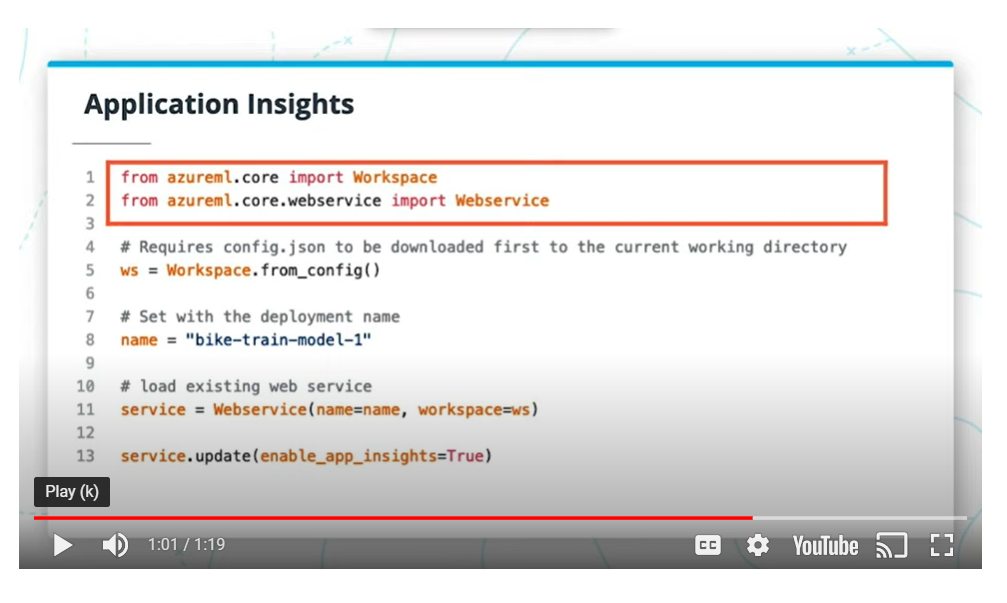 Application Insights
1 from azureml.core import Workspace
2 from azureml.core.webservice import Webservice
3
4 # Requires config.json to be downloaded first to the current working directory
5 ws = Workspace.from_config()
6
7 # Set with the deployment name
8 name = "bike-train-model-1"
9
10 # load existing web service
11 service = Webservice(name=name, workspace=ws)
12
13 service.update(enable_app_insights=True)
Play (k)
1:01 / 1:19 CC YouTube